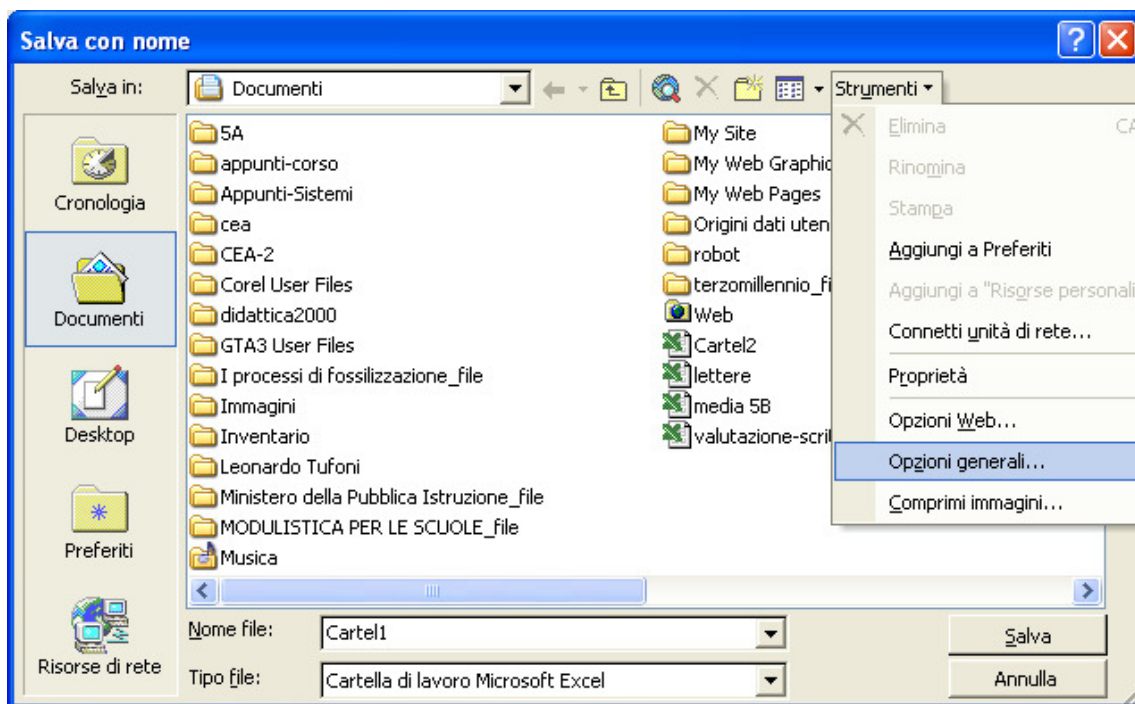 Salva con nome
Salva in:
Documenti
Strumenti
Cronologia
Documenti
Desktop
Preferiti
Risorse di rete
5A
appunti-corso
Appunti-Sistemi
cea
CEA-2
Corel User Files
didattica2000
GTA3 User Files
I processi di fossilizzazione_file
Immagini
Inventario
Leonardo Tufoni
Ministero della Pubblica Istruzione_file
MODULISTICA PER LE SCUOLE_file
Musica
My Site
My Web Graphic
My Web Pages
Origini dati uten
robot
terzomillennio_fi
Web
Cartel2
lettere
media 5B
valutazione-scrit
Elimina CA
Rinomina
Stampa
Aggiungi a Preferiti
Aggiungi a "Risorse personali
Connetti unità di rete...
Proprietà
Opzioni Web...
Opzioni generali...
Comprimi immagini...
Nome file:
Cartel1
Salva
Tipo file:
Cartella di lavoro Microsoft Excel
Annulla